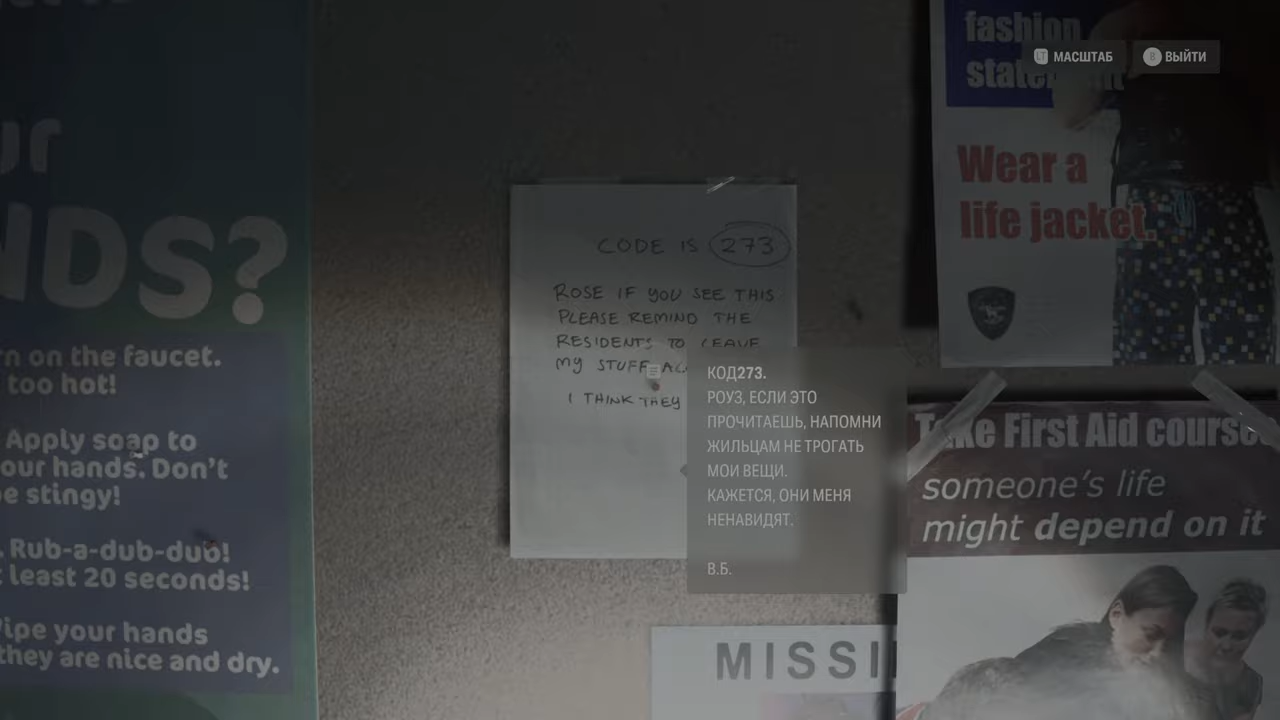 fashion
LT МАСШТАБ
B ВЫЙТИ
Wear a
life jacket.
NDS?
on the faucet.
too hot!
Apply soap to
our hands. Don't
stingy!
Rub-a-dub-dub!
least 20 seconds!
your hands
they are nice and dry.
CODE IS 273
ROSE IF YOU SEE THIS
PLEASE REMIND THE
RESIDENTS TO LEAVE
MY STUFF
I THINK THEY
КОД273.
РОУЗ, ЕСЛИ ЭТО
ПРОЧИТАЕШЬ, НАПОМНИ
ЖИЛЬЦАМ НЕ ТРОГАТЬ
МОИ ВЕЩИ.
КАЖЕТСЯ, ОНИ МЕНЯ
НЕНАВИДЯТ.
В.Б.
Take First Aid course
someone's life
might depend on it
MISSI